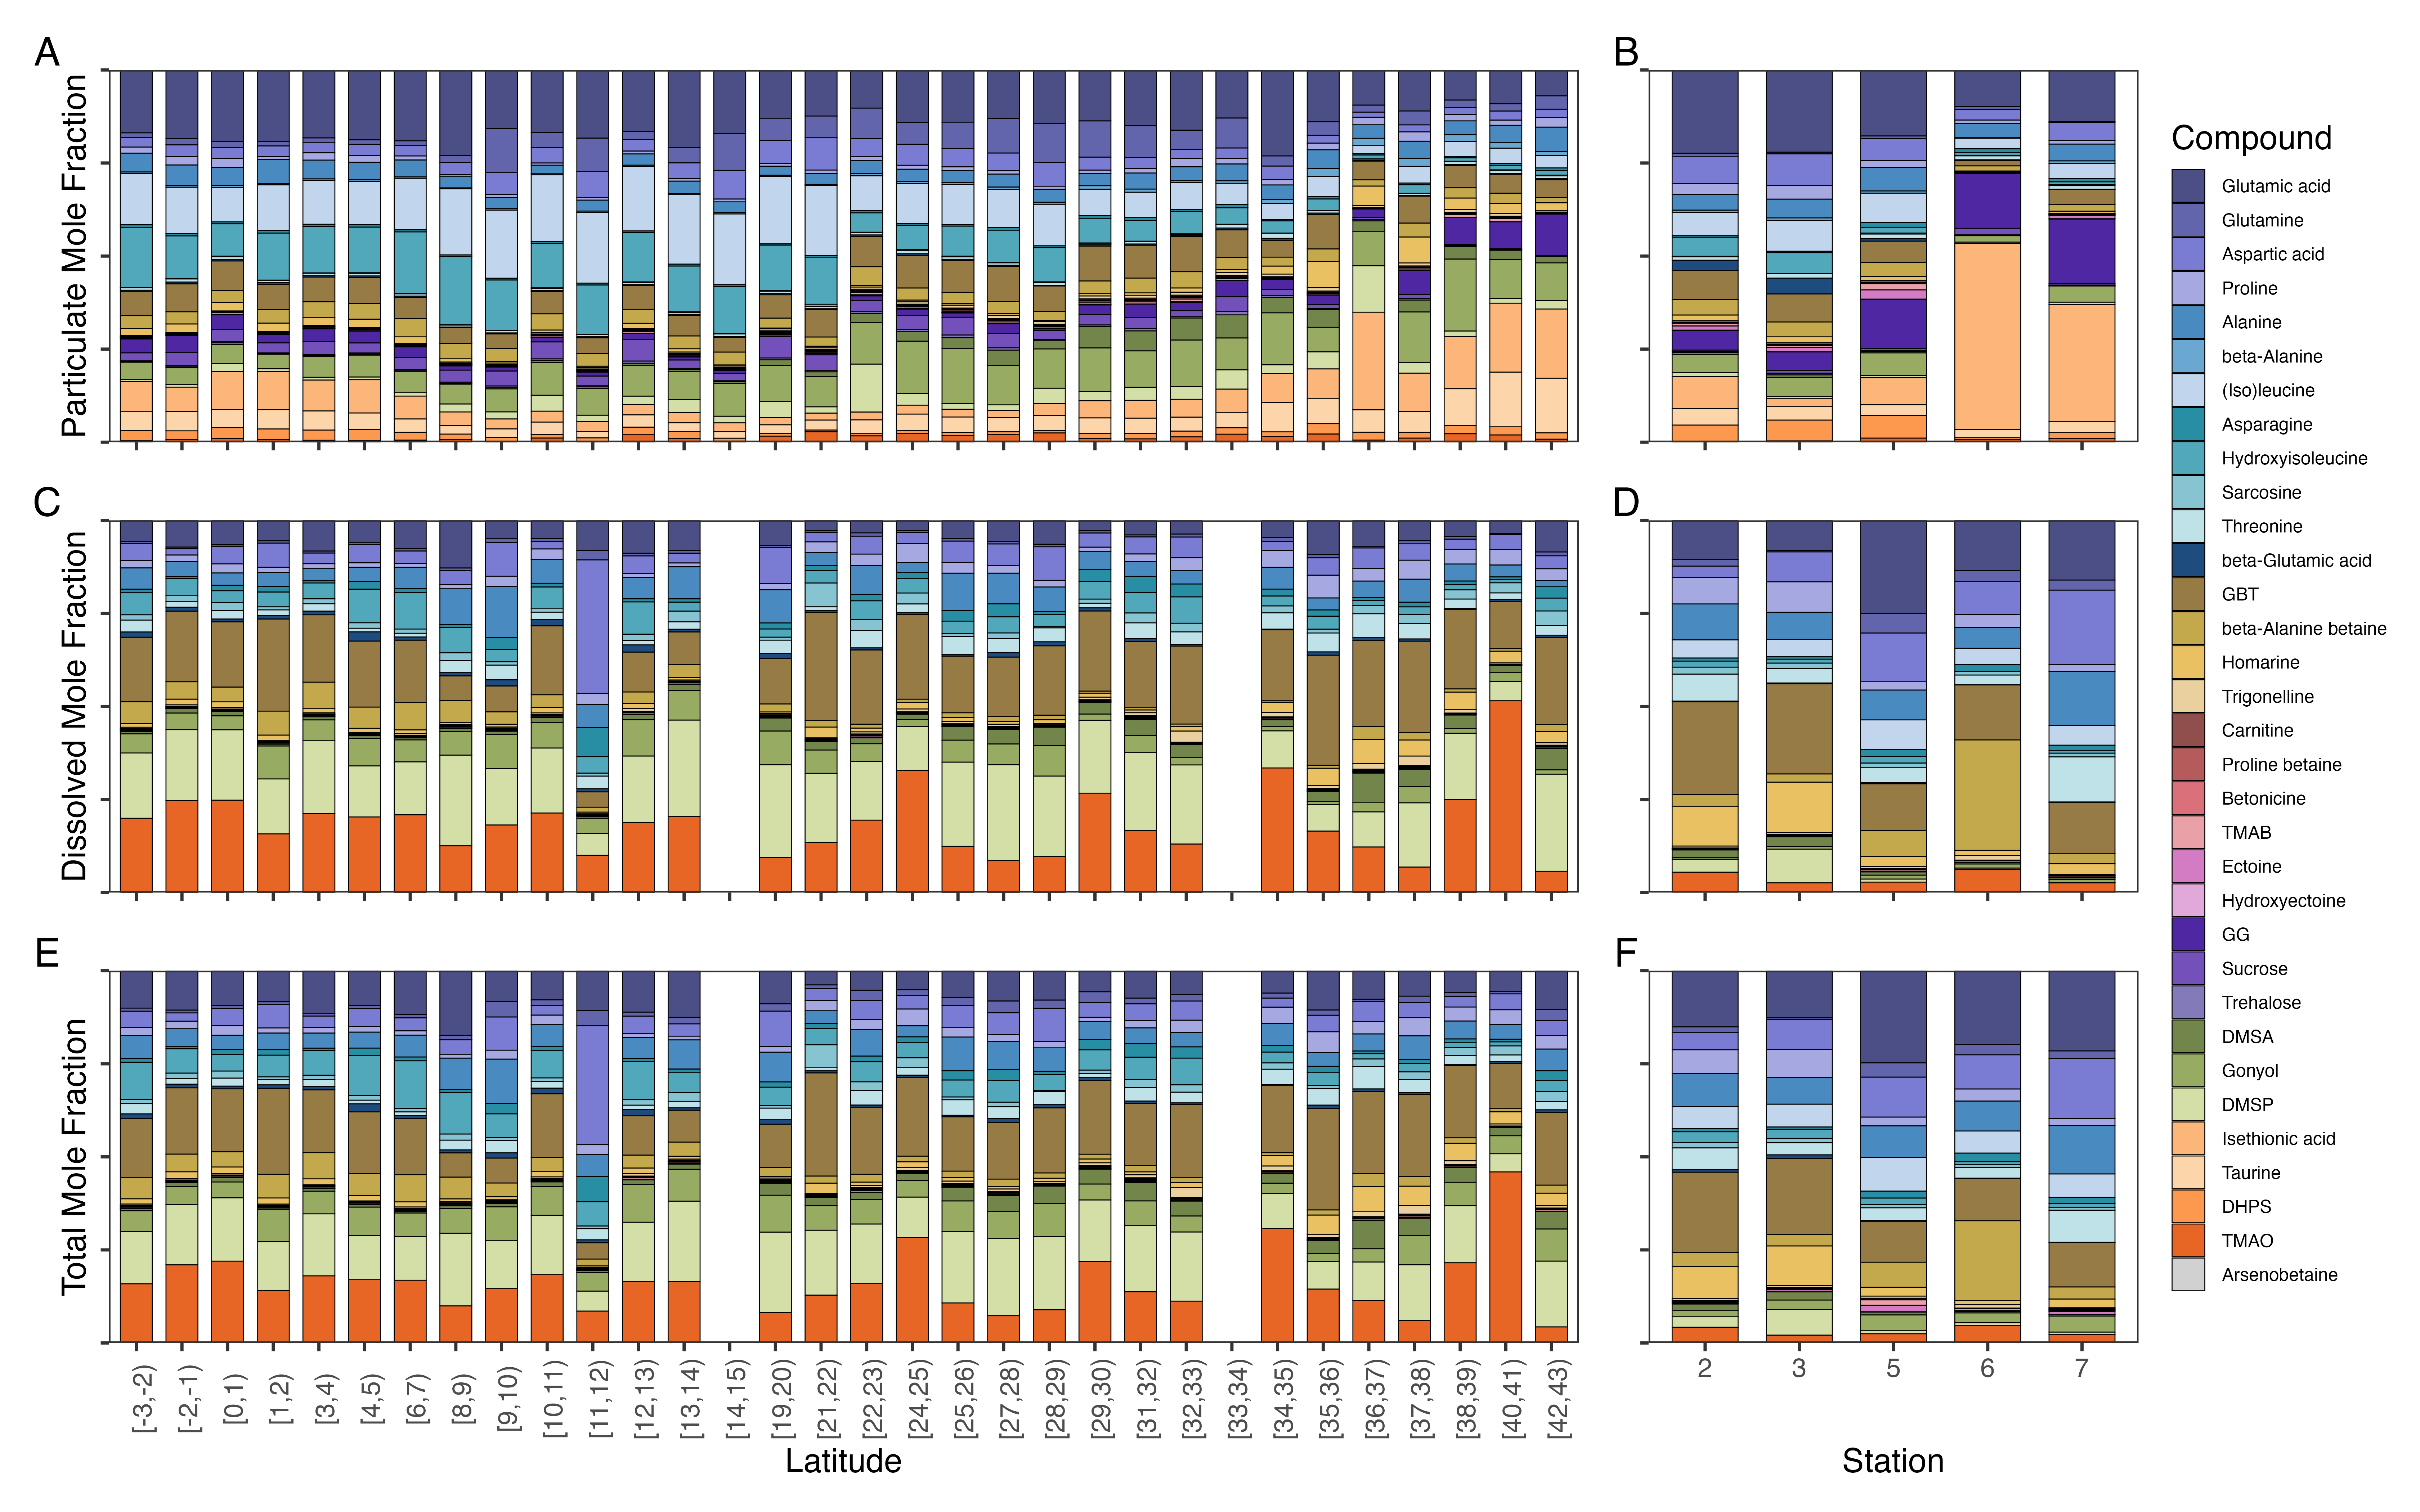 A
B
Particulate Mole Fraction
C
D
Dissolved Mole Fraction
E
F
Total Mole Fraction
[-3,-2)
[-2,-1)
[0,1)
[1,2)
[3,4)
[4,5)
[6,7)
[8,9)
[9,10)
[10,11)
[11,12)
[12,13)
[13,14)
[14,15)
[19,20)
[21,22)
[22,23)
[24,25)
[25,26)
[27,28)
[28,29)
[29,30)
[31,32)
[32,33)
[33,34)
[34,35)
[35,36)
[36,37)
[37,38)
[38,39)
[40,41)
[42,43)
Latitude
2
3
5
6
7
Station
Compound
Glutamic acid
Glutamine
Aspartic acid
Proline
Alanine
beta-Alanine
(Iso)leucine
Asparagine
Hydroxyisoleucine
Sarcosine
Threonine
beta-Glutamic acid
GBT
beta-Alanine betaine
Homarine
Trigonelline
Carnitine
Proline betaine
Betonicine
TMAB
Ectoine
Hydroxyectoine
GG
Sucrose
Trehalose
DMSA
Gonyol
DMSP
Isethionic acid
Taurine
DHPS
TMAO
Arsenobetaine